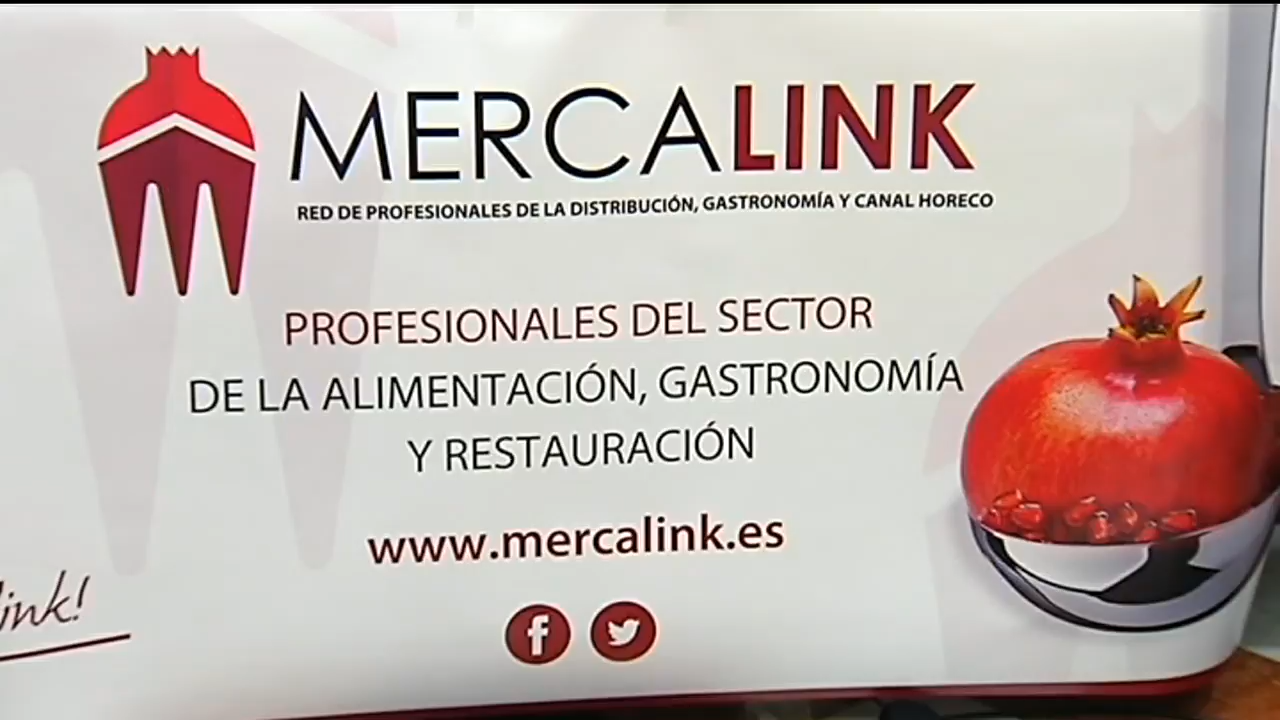 MERCALINK
RED DE PROFESIONALES DE LA DISTRIBUCIÓN, GASTRONOMÍA Y CANAL HORECO
PROFESIONALES DEL SECTOR
DE LA ALIMENTACIÓN, GASTRONOMÍA
Y RESTAURACIÓN
www.mercalink.es
ink!